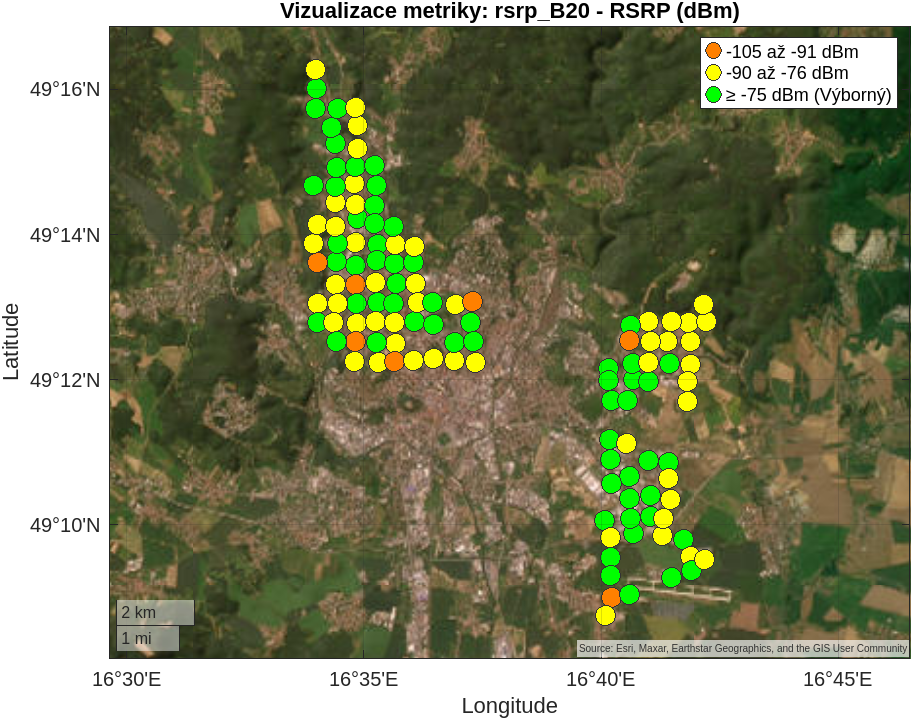 Vizualizace metriky: rsrp_B20 - RSRP (dBm)
-105 až -91 dBm
-90 až -76 dBm
≥ -75 dBm (Výborný)
49°16'N
49°14'N
49°12'N
49°10'N
Latitude
2 km
1 mi
Source: Esri, Maxar, Earthstar Geographics, and the GIS User Community
16°30'E
16°35'E
16°40'E
16°45'E
Longitude